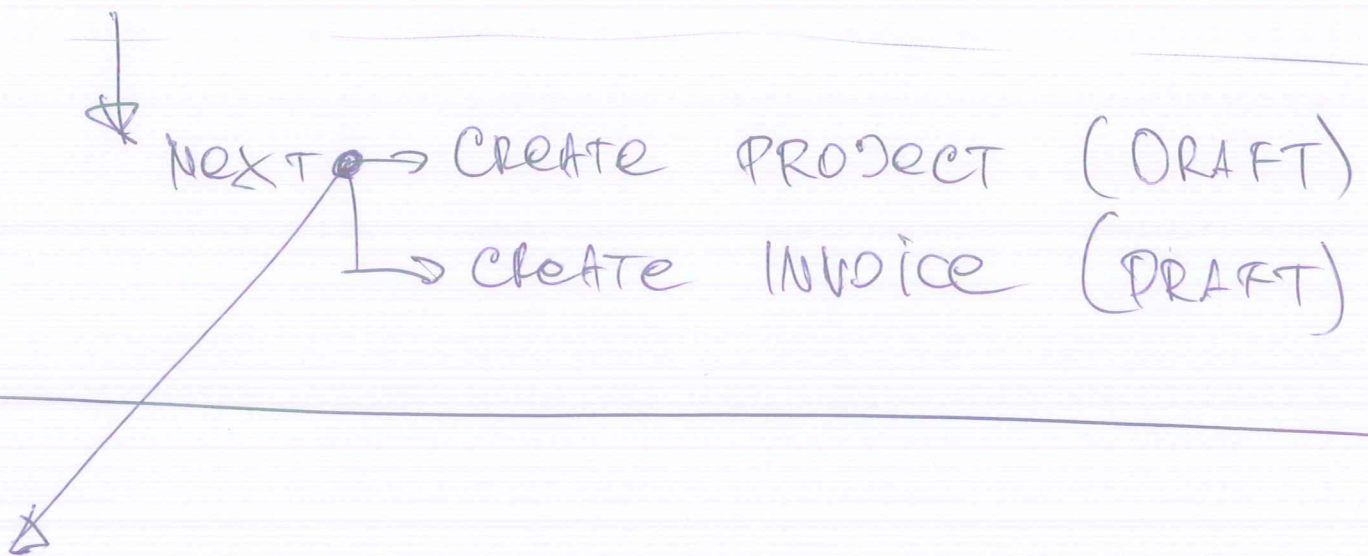 NEXT → CREATE PROJECT (DRAFT)
→ CREATE INVOICE (DRAFT)